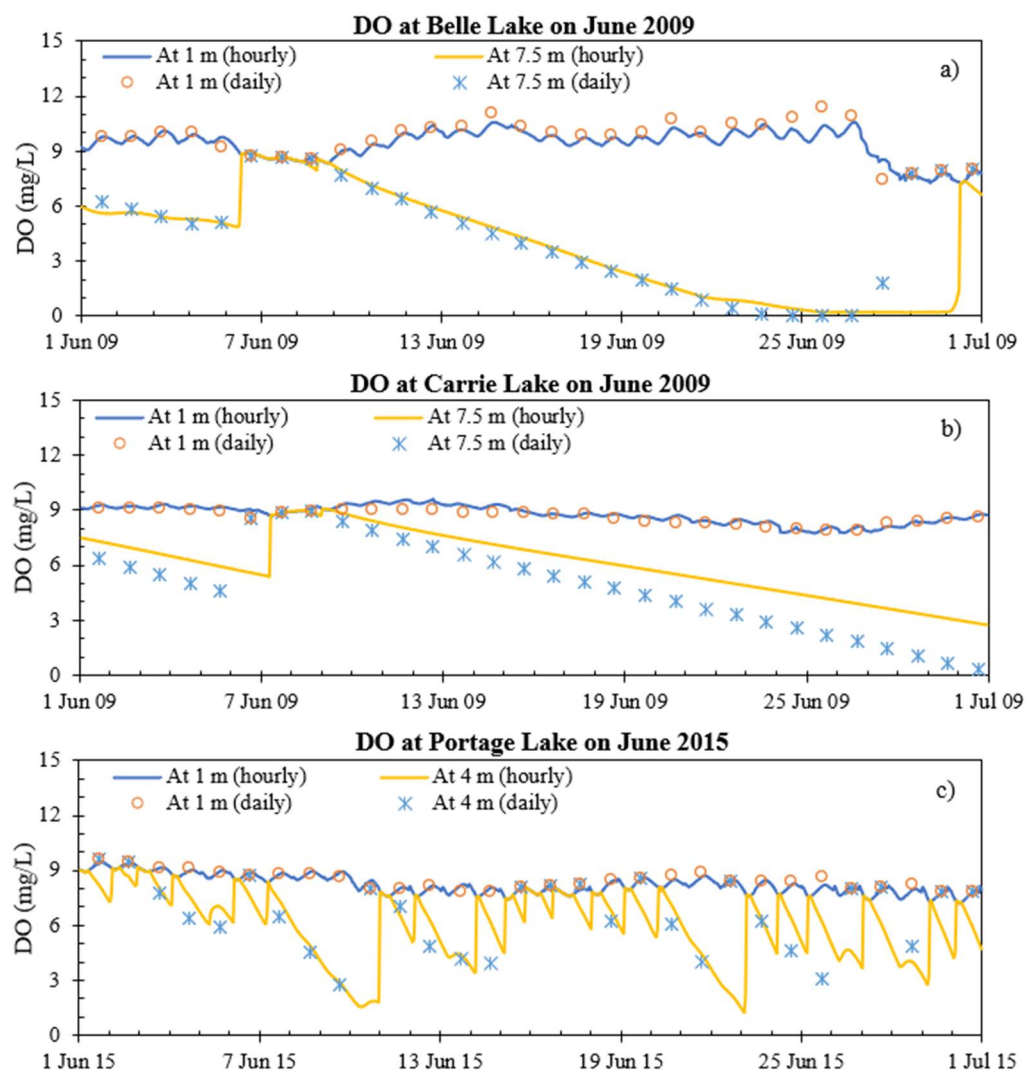 DO at Belle Lake on June 2009
15
12
9
6
3
0
DO (mg/L)
At 1 m (hourly)
At 7.5 m (hourly)
At 1 m (daily)
At 7.5 m (daily)
a)
1 Jun 09
7 Jun 09
13 Jun 09
19 Jun 09
25 Jun 09
1 Jul 09
DO at Carrie Lake on June 2009
15
12
9
6
3
0
DO (mg/L)
At 1 m (hourly)
At 7.5 m (hourly)
At 1 m (daily)
At 7.5 m (daily)
b)
1 Jun 09
7 Jun 09
13 Jun 09
19 Jun 09
25 Jun 09
1 Jul 09
DO at Portage Lake on June 2015
15
12
9
6
3
0
DO (mg/L)
At 1 m (hourly)
At 4 m (hourly)
At 1 m (daily)
At 4 m (daily)
c)
1 Jun 15
7 Jun 15
13 Jun 15
19 Jun 15
25 Jun 15
1 Jul 15